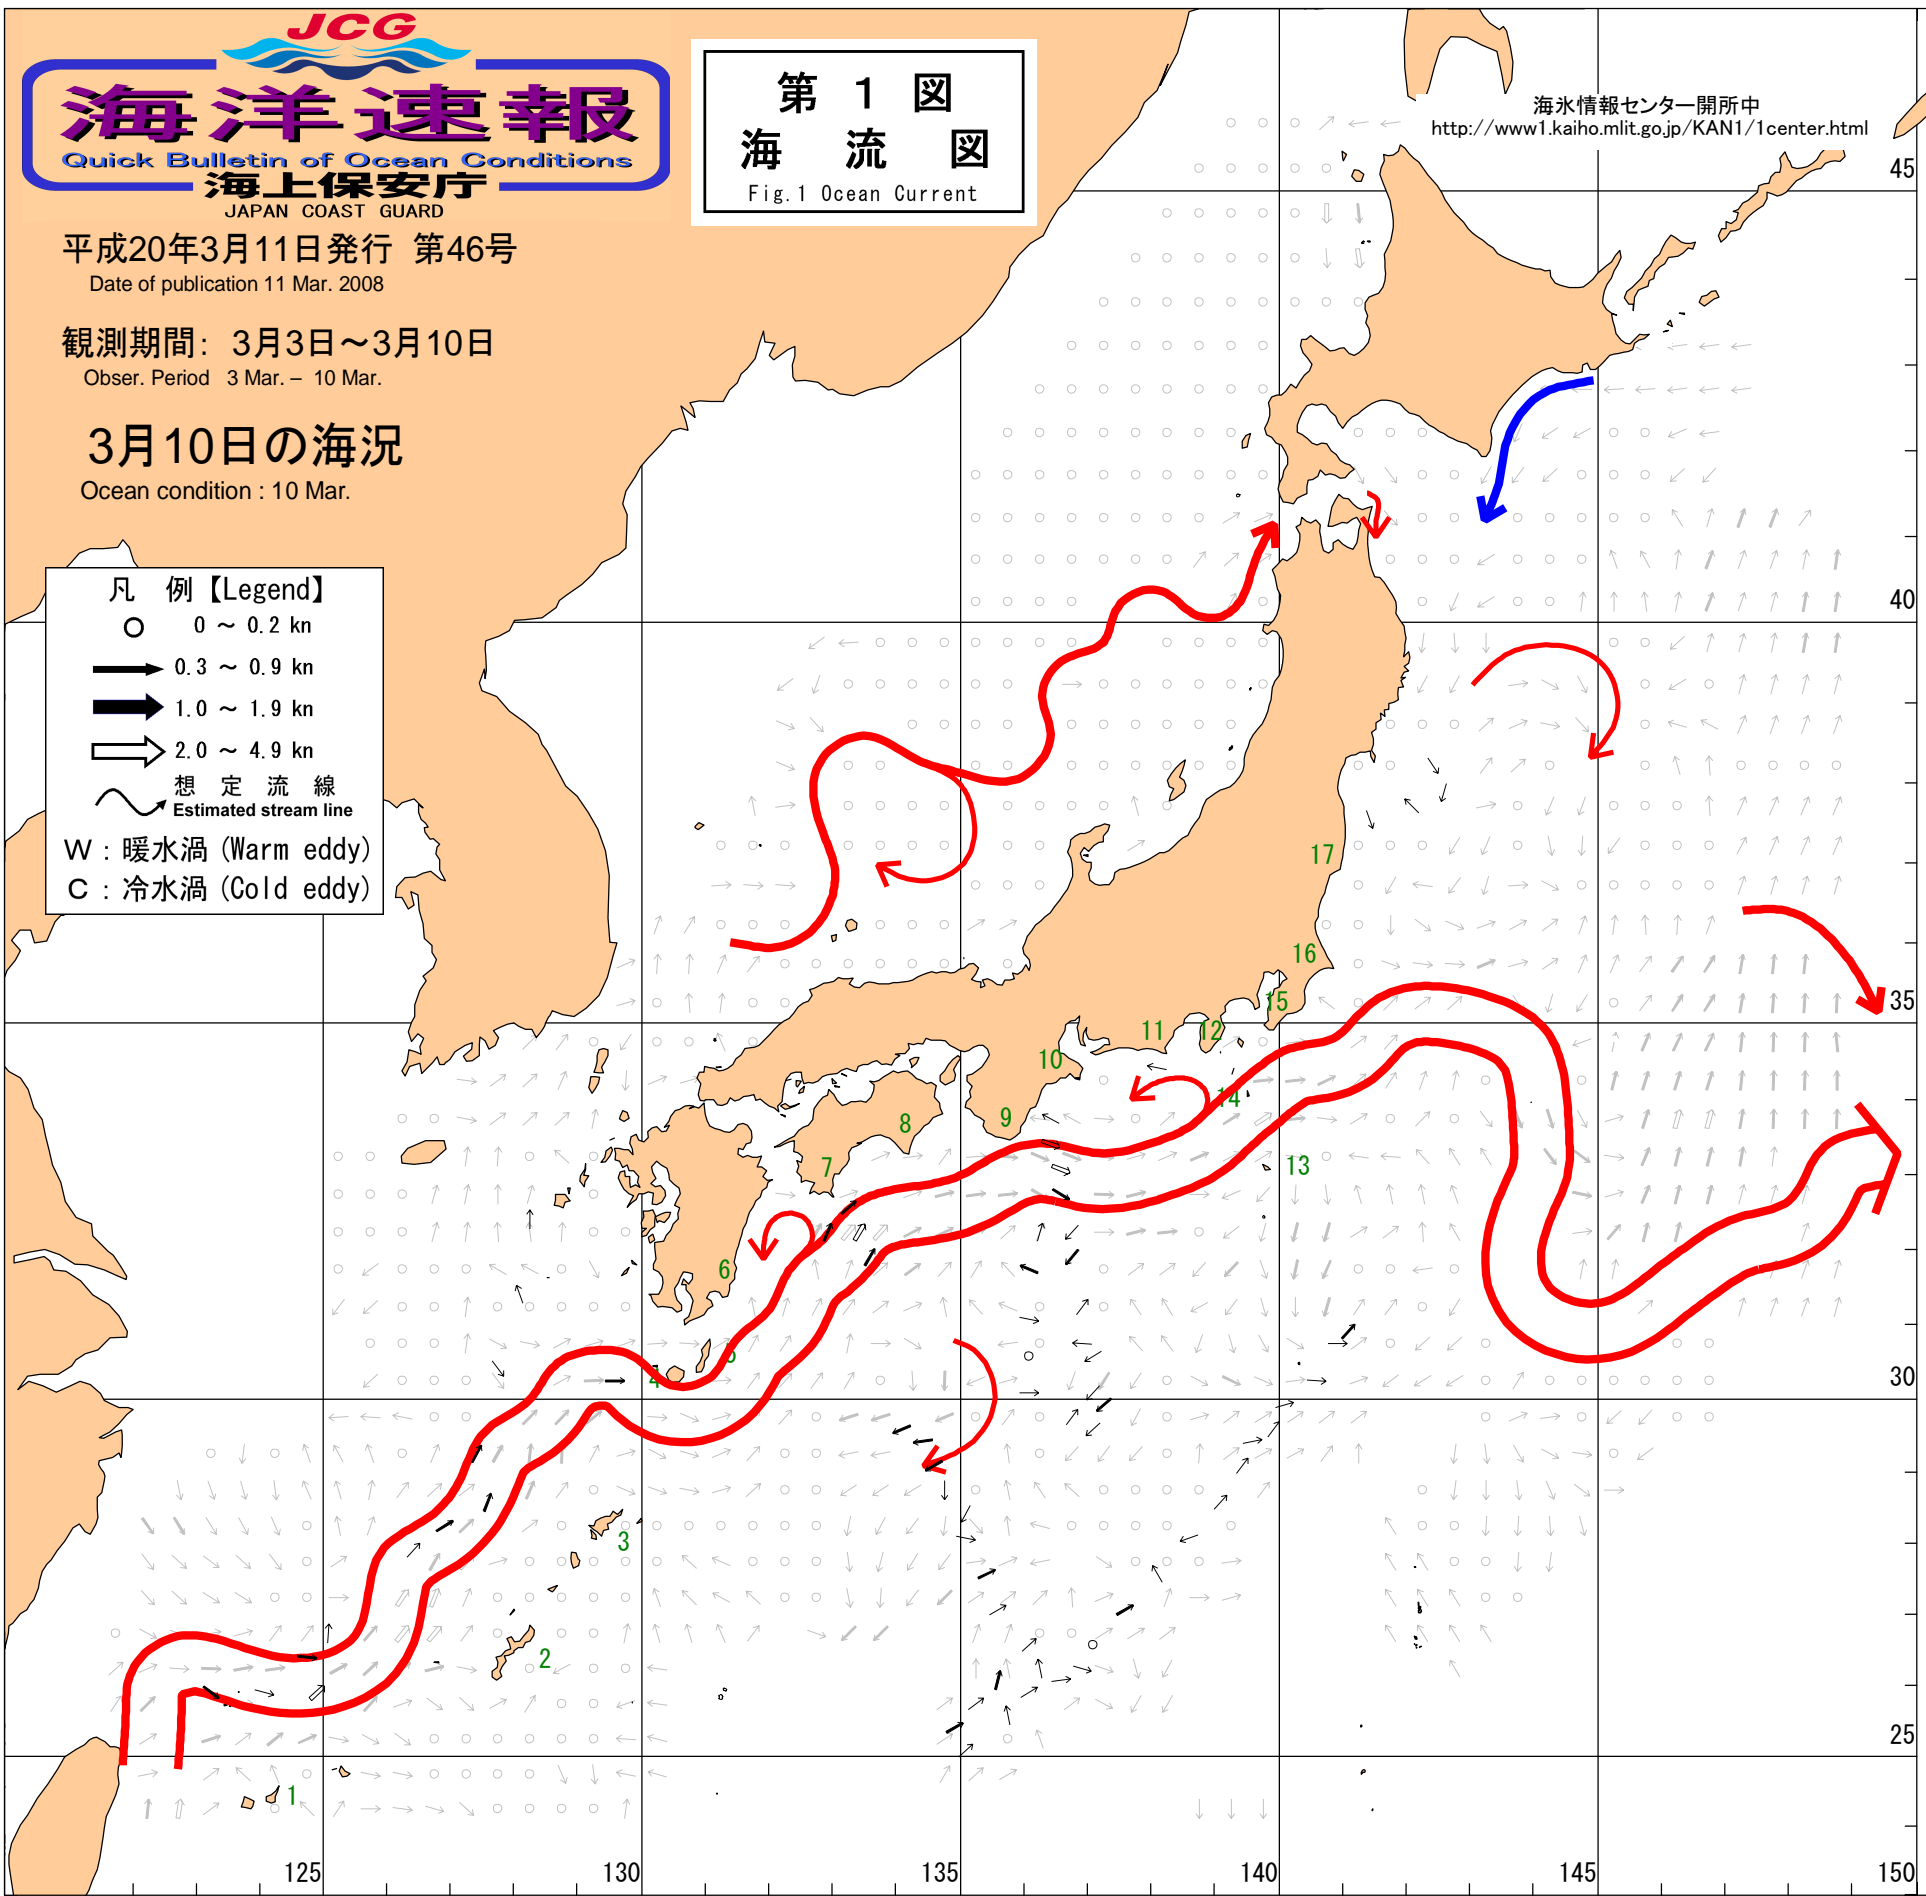 JCG
海洋速報
Quick Bulletin of Ocean Conditions
海上保安庁
JAPAN COAST GUARD
平成20年3月11日発行 第46号
Date of publication 11 Mar. 2008
観測期間: 3月3日～3月10日
Obser. Period 3 Mar. – 10 Mar.
3月10日の海況
Ocean condition : 10 Mar.
第 1 図
海 流 図
Fig.1 Ocean Current
海氷情報センター開所中
http://www1.kaiho.mlit.go.jp/KAN1/1center.html
凡 例【Legend】
0 ～ 0.2 kn
0.3 ～ 0.9 kn
1.0 ～ 1.9 kn
2.0 ～ 4.9 kn
想 定 流 線
Estimated stream line
W : 暖水渦 (Warm eddy)
C : 冷水渦 (Cold eddy)
45
40
35
30
25
17
16
15
12
11
10
14
9
8
7
13
6
5
4
3
2
1
125
130
135
140
145
150